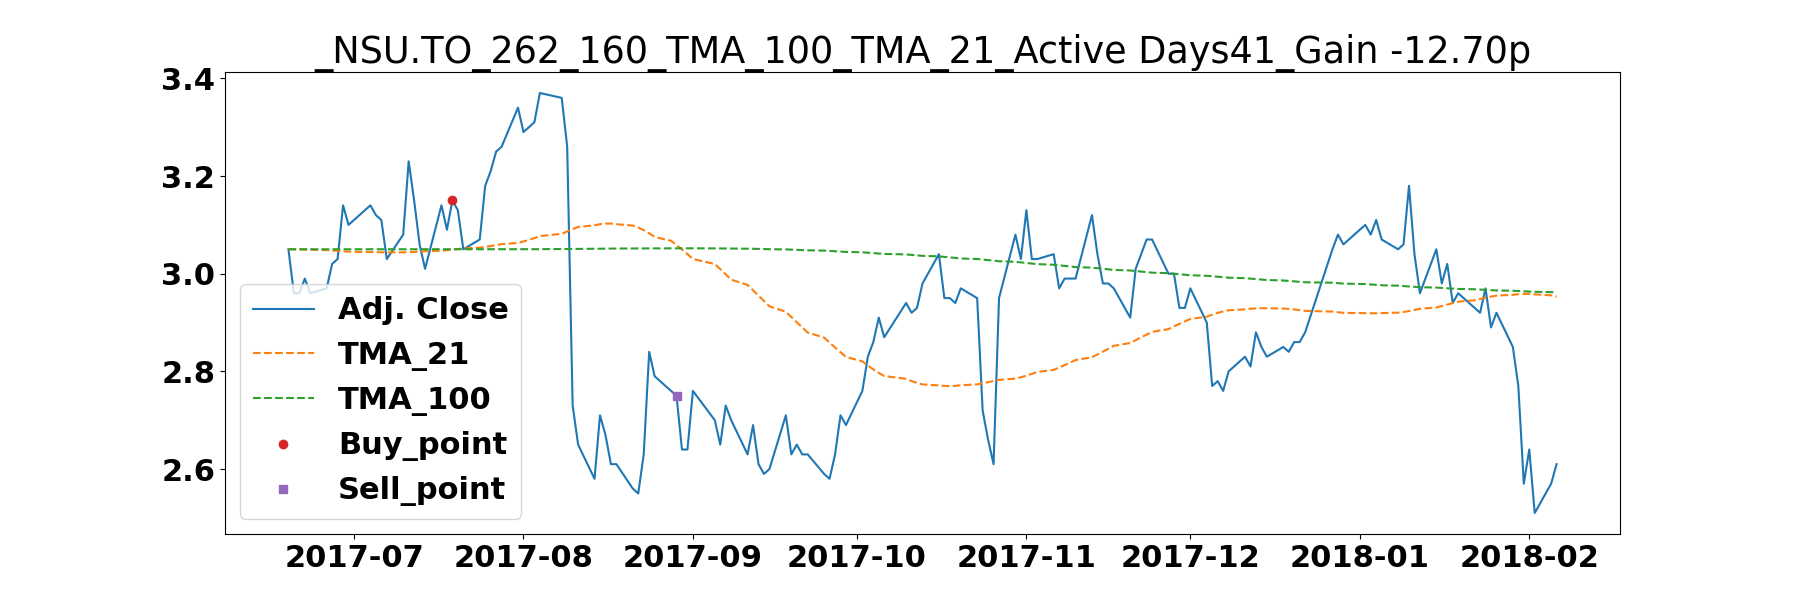 _NSU.TO_262_160_TMA_100_TMA_21_Active Days41_Gain -12.70p
3.4
3.2
3.0
2.8
2.6
Adj. Close
TMA_21
TMA_100
Buy_point
Sell_point
2017-07 2017-08 2017-09 2017-10 2017-11 2017-12 2018-01 2018-02